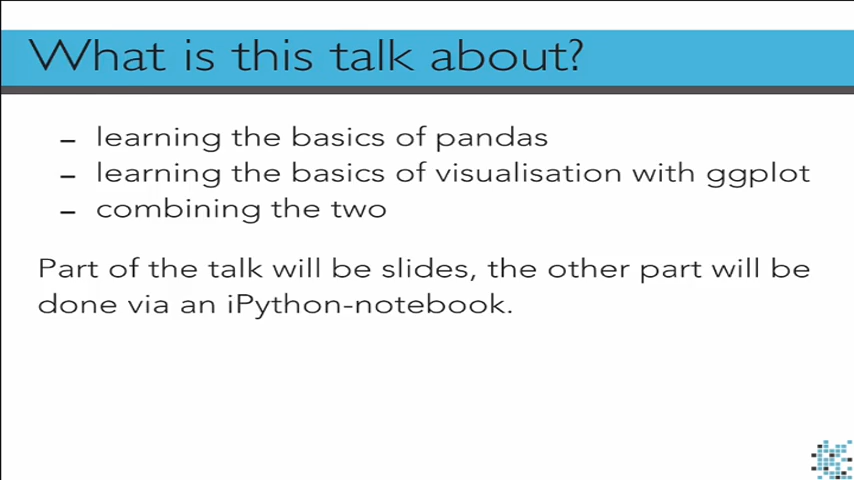 What is this talk about?
– learning the basics of pandas
– learning the basics of visualisation with ggplot
– combining the two
Part of the talk will be slides, the other part will be
done via an iPython-notebook.